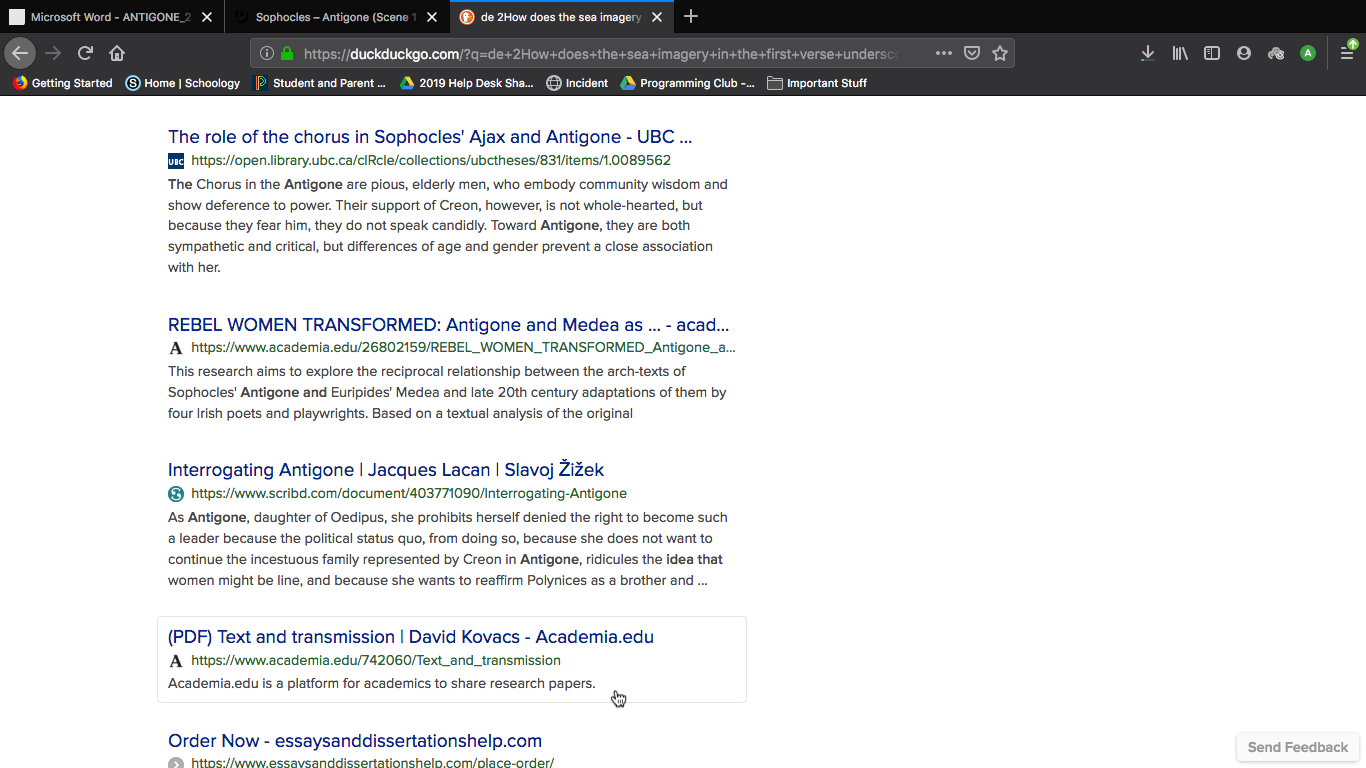 Microsoft Word - ANTIGONE_2
Sophocles – Antigone (Scene 1
de 2How does the sea imagery
https://duckduckgo.com/?q=de+2How+does+the+sea+imagery+in+the+first+verse+undersco
A
Getting Started
Home | Schoology
Student and Parent ...
2019 Help Desk Sha...
Incident
Programming Club -...
Important Stuff
The role of the chorus in Sophocles' Ajax and Antigone - UBC ...
UBC https://open.library.ubc.ca/cIRcle/collections/ubctheses/831/items/1.0089562
The Chorus in the Antigone are pious, elderly men, who embody community wisdom and
show deference to power. Their support of Creon, however, is not whole-hearted, but
because they fear him, they do not speak candidly. Toward Antigone, they are both
sympathetic and critical, but differences of age and gender prevent a close association
with her.
REBEL WOMEN TRANSFORMED: Antigone and Medea as ... - acad...
A https://www.academia.edu/26802159/REBEL_WOMEN_TRANSFORMED_Antigone_a...
This research aims to explore the reciprocal relationship between the arch-texts of
Sophocles' Antigone and Euripides' Medea and late 20th century adaptations of them by
four Irish poets and playwrights. Based on a textual analysis of the original
Interrogating Antigone | Jacques Lacan | Slavoj Žižek
https://www.scribd.com/document/403771090/Interrogating-Antigone
As Antigone, daughter of Oedipus, she prohibits herself denied the right to become such
a leader because the political status quo, from doing so, because she does not want to
continue the incestuous family represented by Creon in Antigone, ridicules the idea that
women might be line, and because she wants to reaffirm Polynices as a brother and ...
(PDF) Text and transmission | David Kovacs - Academia.edu
A https://www.academia.edu/742060/Text_and_transmission
Academia.edu is a platform for academics to share research papers.
Order Now - essaysanddissertationshelp.com
https://www.essaysanddissertationshelp.com/place-order/
Send Feedback